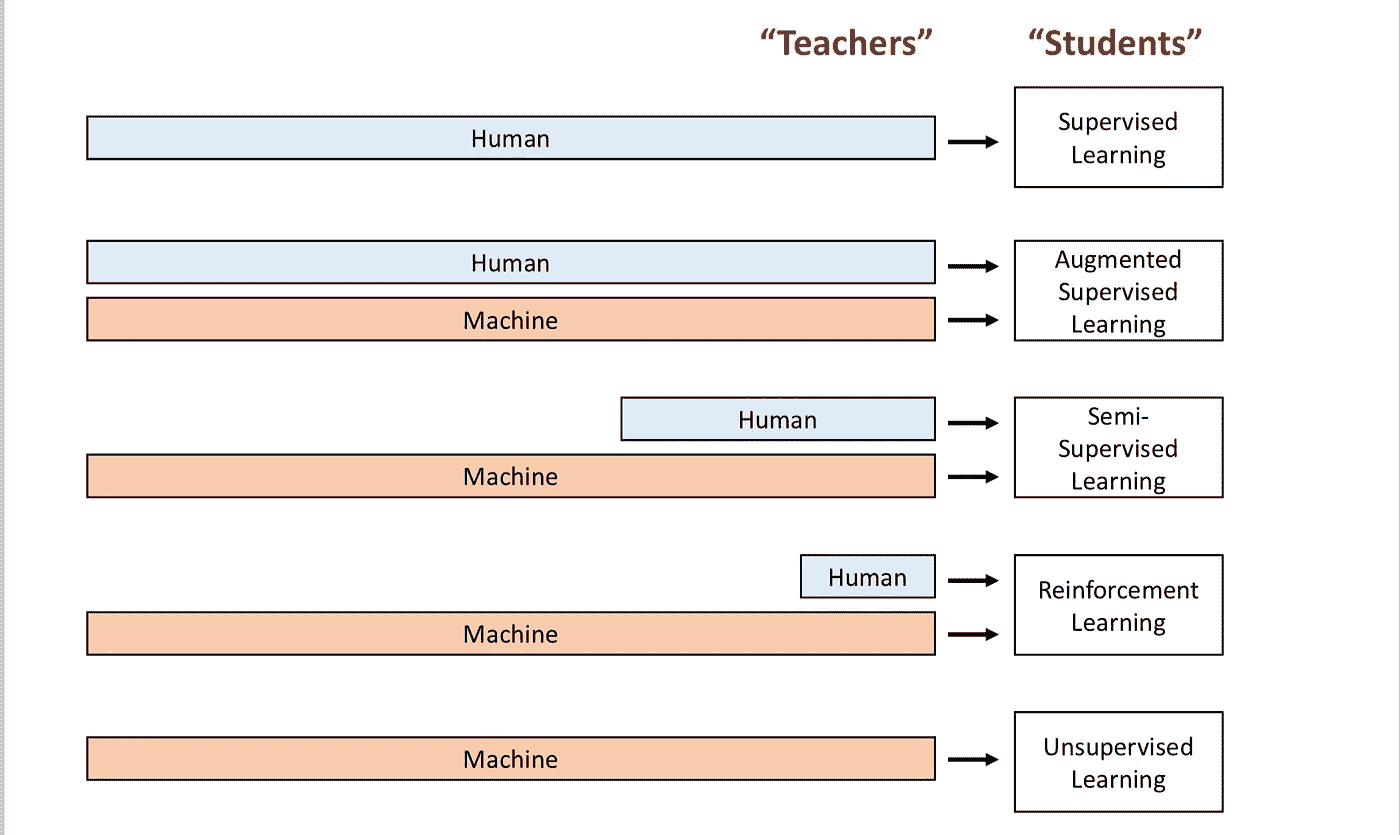 “Teachers” “Students”
Human
Supervised
Learning
Human
Machine
Augmented
Supervised
Learning
Human
Machine
Semi-
Supervised
Learning
Human
Machine
Reinforcement
Learning
Machine
Unsupervised
Learning